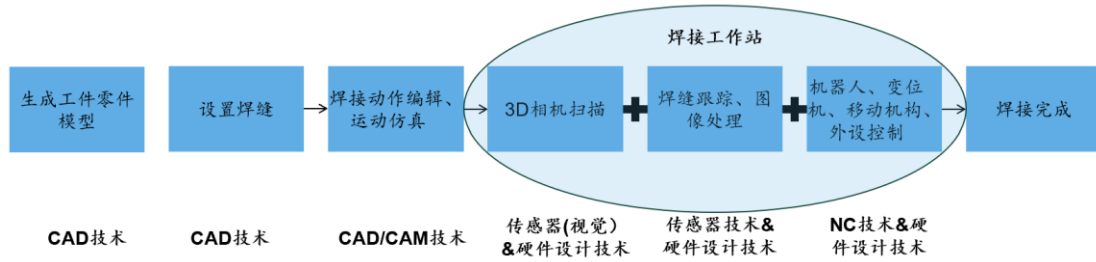 焊接工作站
生成工件零件
模型
设置焊缝
焊接动作编辑、
运动仿真
3D相机扫描
焊缝跟踪、图
像处理
机器人、变位
机、移动机构、
外设控制
焊接完成
CAD技术
CAD技术
CAD/CAM技术
传感器(视觉）
&硬件设计技术
传感器技术&
硬件设计技术
NC技术&硬
件设计技术